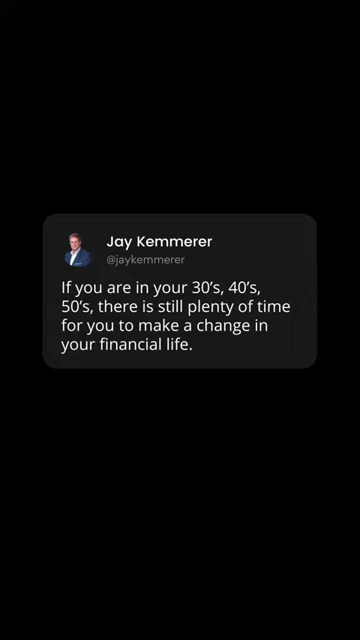 Jay Kemmerer
@jaykemmerer
If you are in your 30's, 40's,
50's, there is still plenty of time
for you to make a change in
your financial life.